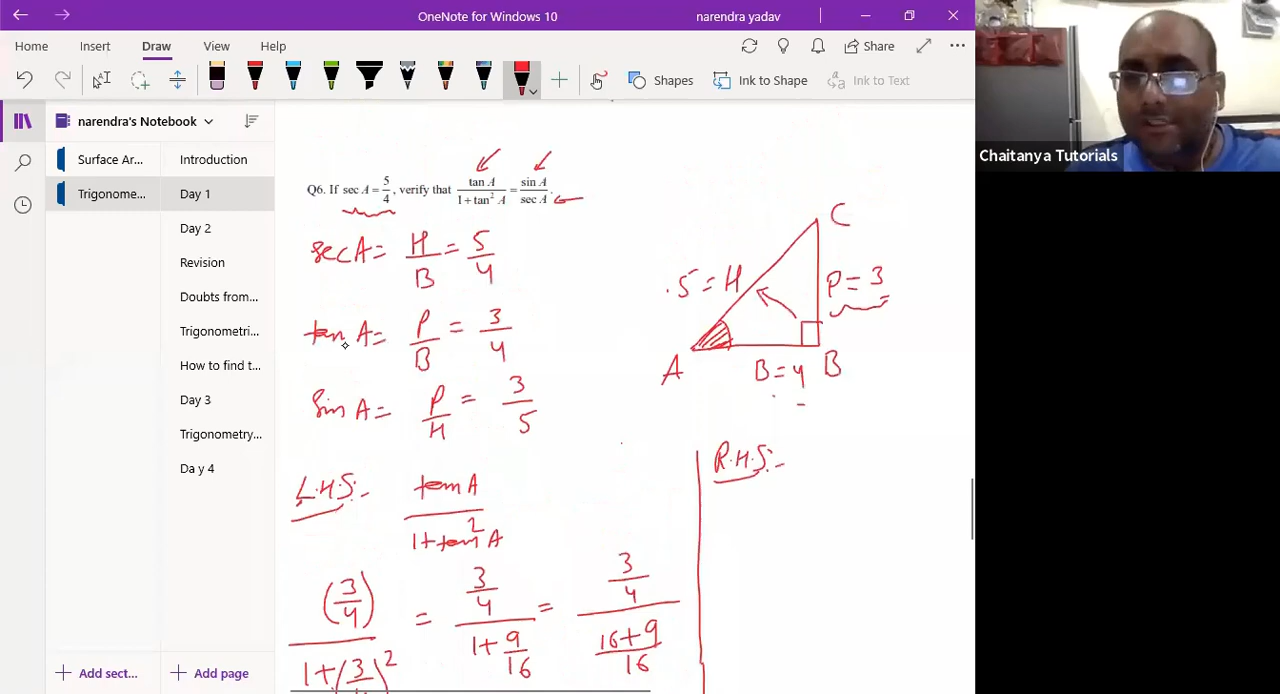 OneNote for Windows 10
narendra yadav
Home Insert Draw View Help
Share
Shapes
Ink to Shape
Ink to Text
narendra's Notebook
Surface Ar...
Trigonome...
Introduction
Day 1
Day 2
Revision
Doubts from...
Trigonometri...
How to find t...
Day 3
Trigonometry...
Da y 4
Add sect...
Add page
Q6. If sec A = 5/4, verify that tan A / 1 + tan² A = sin A / sec A.
sec A = H/B = 5/4
tan A = P/B = 3/4
Sin A = P/H = 3/5
C
5 = H
P = 3
A
B = 4
B
L.H.S:-
tan A / 1 + tan² A
(3/4) / 1 + (3/4)² = 3/4 / 1 + 9/16 = 3/4 / 16 + 9 / 16
R.H.S:-
Chaitanya Tutorials